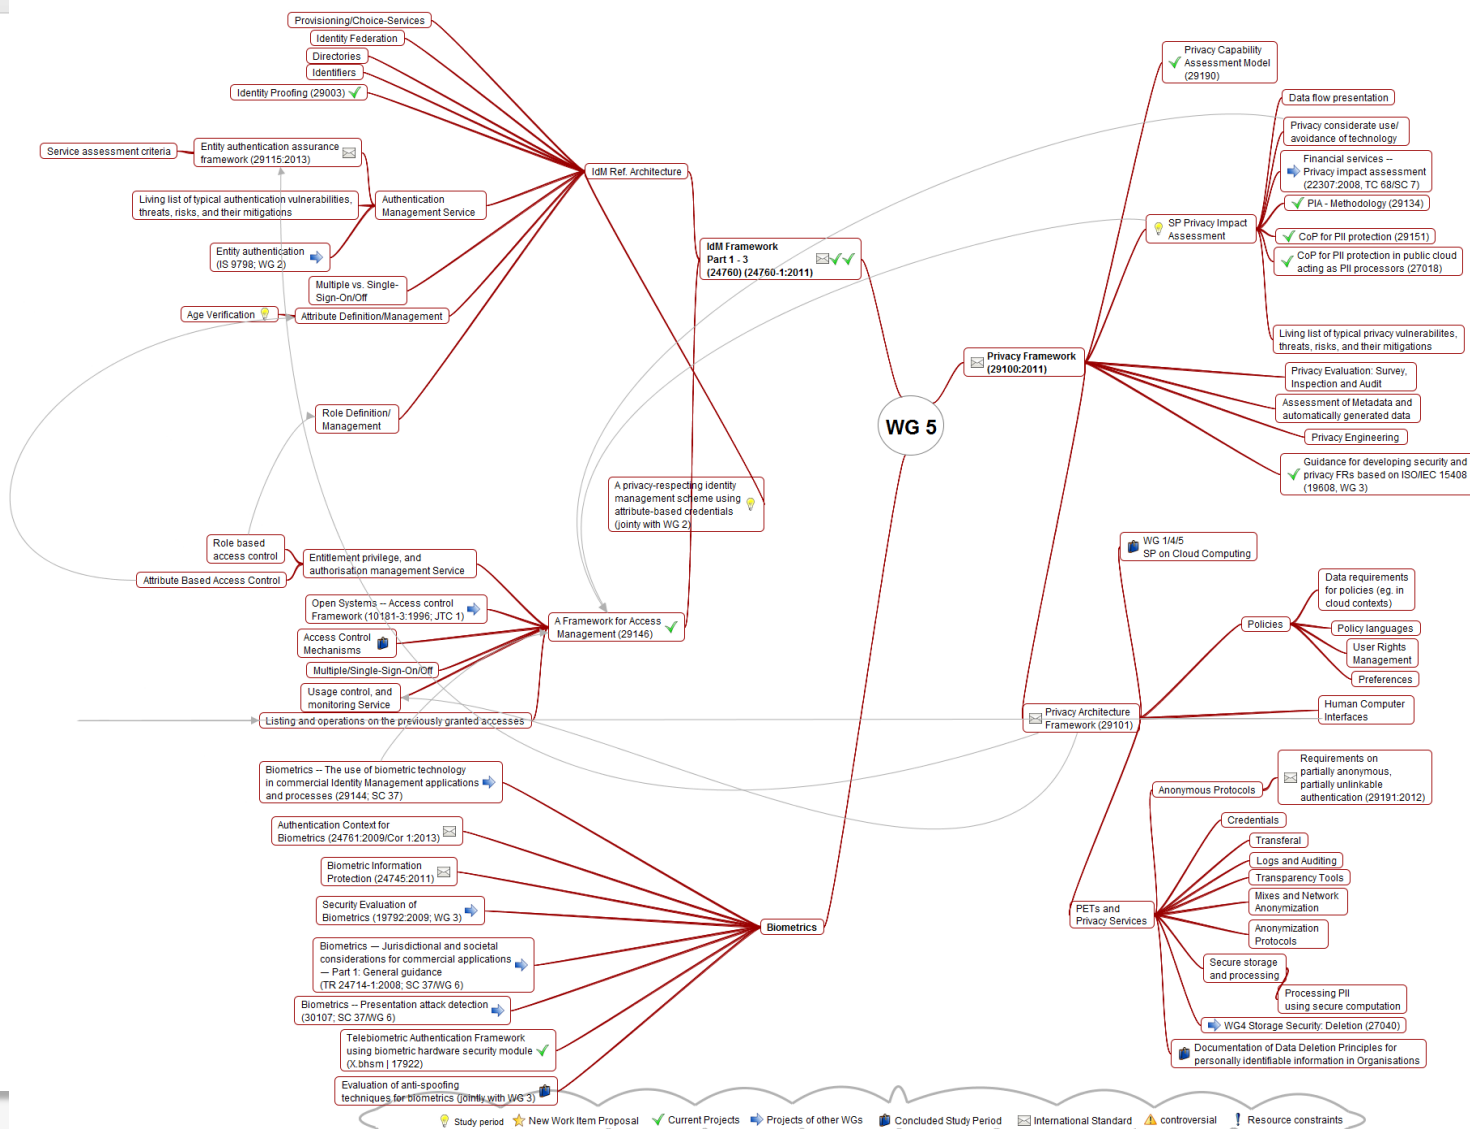 Provisioning/Choice-Services
Identity Federation
Directories
Identifiers
Identity Proofing (29003)
Service assessment criteria
Entity authentication assurance
framework (29115:2013)
Living list of typical authentication vulnerabilities,
threats, risks, and their mitigations
Authentication
Management Service
Entity authentication
(IS 9798; WG 2)
Multiple vs. Single-
Sign-On/Off
Age Verification
Attribute Definition/Management
Role Definition/
Management
IdM Ref. Architecture
IdM Framework
Part 1 - 3
(24760) (24760-1:2011)
A privacy-respecting identity
management scheme using
attribute-based credentials
(jointy with WG 2)
Role based
access control
Attribute Based Access Control
Entitlement privilege, and
authorisation management Service
Open Systems -- Access control
Framework (10181-3:1996; JTC 1)
Access Control
Mechanisms
Multiple/Single-Sign-On/Off
Usage control, and
monitoring Service
Listing and operations on the previously granted accesses
A Framework for Access
Management (29146)
Biometrics -- The use of biometric technology
in commercial Identity Management applications
and processes (29144; SC 37)
Authentication Context for
Biometrics (24761:2009/Cor 1:2013)
Biometric Information
Protection (24745:2011)
Security Evaluation of
Biometrics (19792:2009; WG 3)
Biometrics — Jurisdictional and societal
considerations for commercial applications
— Part 1: General guidance
(TR 24714-1:2008; SC 37/WG 6)
Biometrics -- Presentation attack detection
(30107; SC 37/WG 6)
Telebiometric Authentication Framework
using biometric hardware security module
(X.bhsm | 17922)
Evaluation of anti-spoofing
techniques for biometrics (jointly with WG 3)
Biometrics
WG 5
Privacy Framework
(29100:2011)
Privacy Capability
Assessment Model
(29190)
SP Privacy Impact
Assessment
Data flow presentation
Privacy considerate use/
avoidance of technology
Financial services --
Privacy impact assessment
(22307:2008, TC 68/SC 7)
PIA - Methodology (29134)
CoP for PII protection (29151)
CoP for PII protection in public cloud
acting as PII processors (27018)
Living list of typical privacy vulnerabilites,
threats, risks, and their mitigations
Privacy Evaluation: Survey,
Inspection and Audit
Assessment of Metadata and
automatically generated data
Privacy Engineering
Guidance for developing security and
privacy FRs based on ISO/IEC 15408
(19608, WG 3)
WG 1/4/5
SP on Cloud Computing
Privacy Architecture
Framework (29101)
Policies
Data requirements
for policies (eg. in
cloud contexts)
Policy languages
User Rights
Management
Preferences
Human Computer
Interfaces
PETs and
Privacy Services
Anonymous Protocols
Requirements on
partially anonymous,
partially unlinkable
authentication (29191:2012)
Credentials
Transferal
Logs and Auditing
Transparency Tools
Mixes and Network
Anonymization
Anonymization
Protocols
Secure storage
and processing
Processing PII
using secure computation
WG4 Storage Security: Deletion (27040)
Documentation of Data Deletion Principles for
personally identifiable information in Organisations
Study period
New Work Item Proposal
Current Projects
Projects of other WGs
Concluded Study Period
International Standard
controversial
Resource constraints